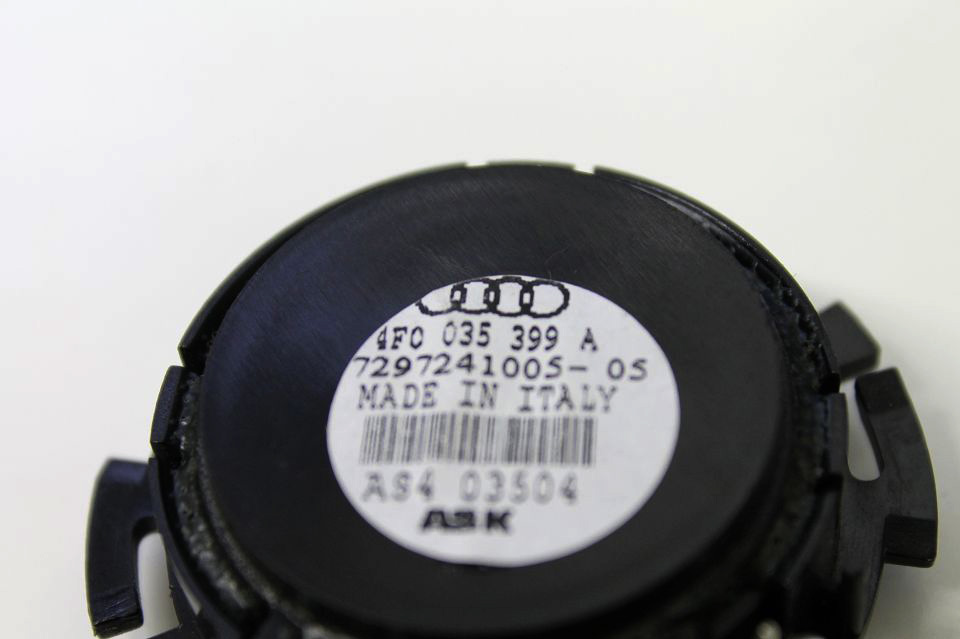 4F0 035 399 A
7297241005- 05
MADE IN ITALY
AS4 03504
ASK